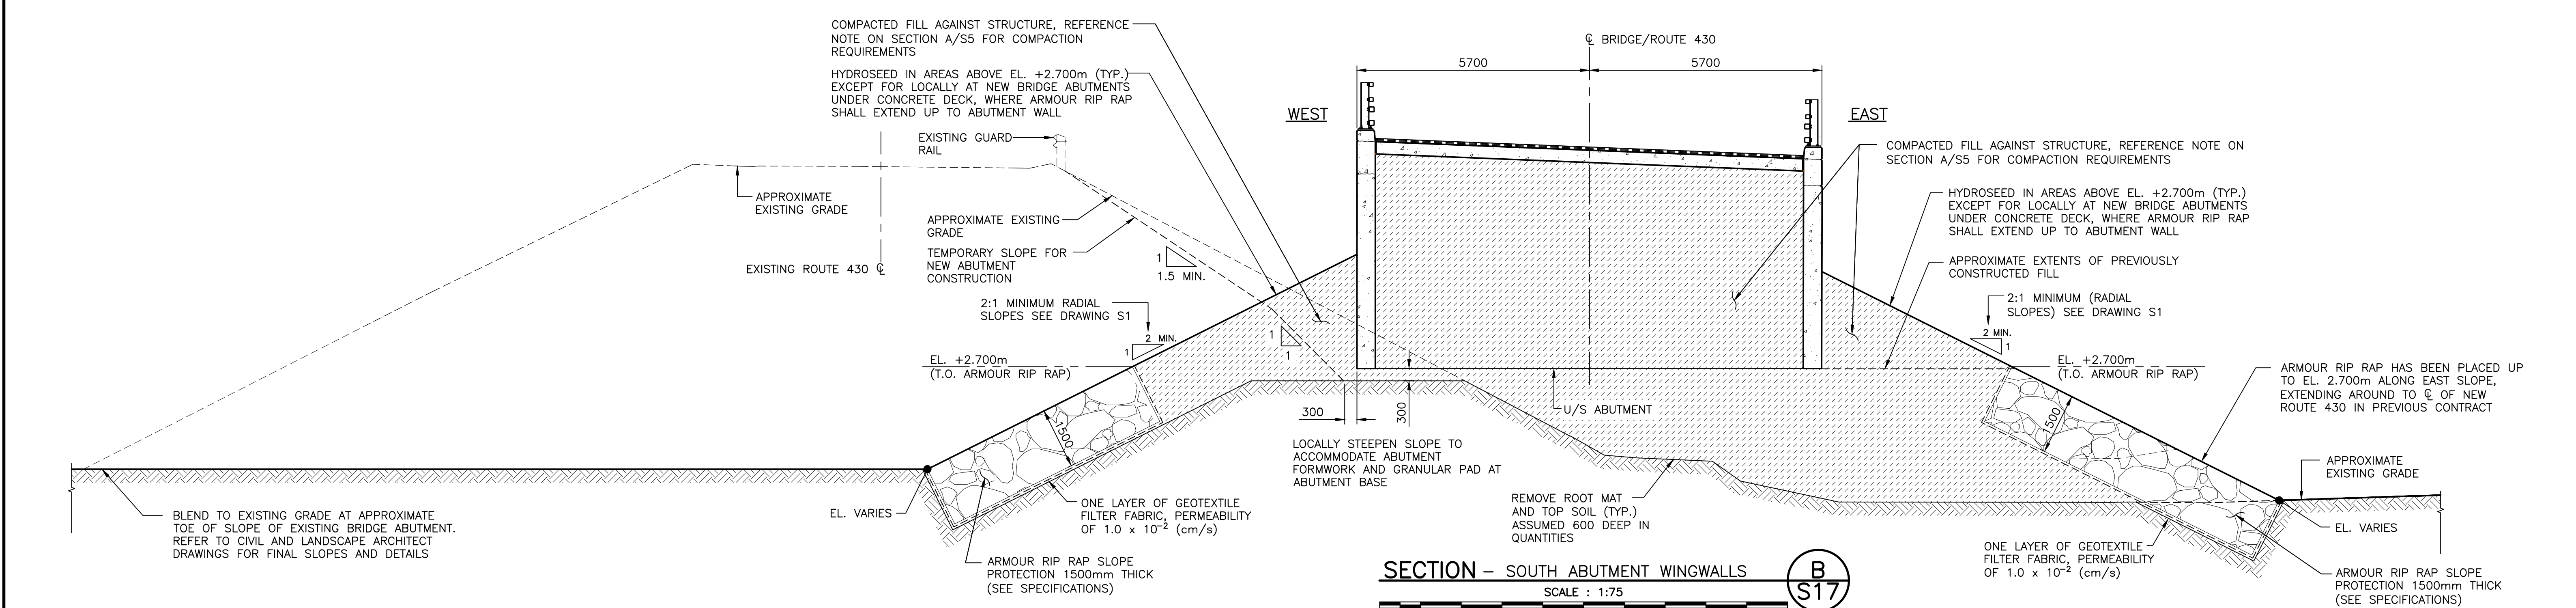 COMPACTED FILL AGAINST STRUCTURE, REFERENCE
NOTE ON SECTION A/S5 FOR COMPACTION
REQUIREMENTS
HYDROSEED IN AREAS ABOVE EL. +2.700m (TYP.)
EXCEPT FOR LOCALLY AT NEW BRIDGE ABUTMENTS
UNDER CONCRETE DECK, WHERE ARMOUR RIP RAP
SHALL EXTEND UP TO ABUTMENT WALL
EXISTING GUARD
RAIL
APPROXIMATE
EXISTING GRADE
EXISTING ROUTE 430 ℄
APPROXIMATE EXISTING
GRADE
TEMPORARY SLOPE FOR
NEW ABUTMENT
CONSTRUCTION
1
1.5 MIN.
2:1 MINIMUM RADIAL
SLOPES SEE DRAWING S1
2 MIN.
1
1
1
EL. +2.700m
(T.O. ARMOUR RIP RAP)
℄ BRIDGE/ROUTE 430
5700
5700
WEST
EAST
COMPACTED FILL AGAINST STRUCTURE, REFERENCE NOTE ON
SECTION A/S5 FOR COMPACTION REQUIREMENTS
HYDROSEED IN AREAS ABOVE EL. +2.700m (TYP.)
EXCEPT FOR LOCALLY AT NEW BRIDGE ABUTMENTS
UNDER CONCRETE DECK, WHERE ARMOUR RIP RAP
SHALL EXTEND UP TO ABUTMENT WALL
APPROXIMATE EXTENTS OF PREVIOUSLY
CONSTRUCTED FILL
2:1 MINIMUM (RADIAL
SLOPES) SEE DRAWING S1
2 MIN.
1
EL. +2.700m
(T.O. ARMOUR RIP RAP)
ARMOUR RIP RAP HAS BEEN PLACED UP
TO EL. 2.700m ALONG EAST SLOPE,
EXTENDING AROUND TO ℄ OF NEW
ROUTE 430 IN PREVIOUS CONTRACT
1500
1500
300
300
U/S ABUTMENT
LOCALLY STEEPEN SLOPE TO
ACCOMMODATE ABUTMENT
FORMWORK AND GRANULAR PAD AT
ABUTMENT BASE
REMOVE ROOT MAT
AND TOP SOIL (TYP.)
ASSUMED 600 DEEP IN
QUANTITIES
APPROXIMATE
EXISTING GRADE
BLEND TO EXISTING GRADE AT APPROXIMATE
TOE OF SLOPE OF EXISTING BRIDGE ABUTMENT.
REFER TO CIVIL AND LANDSCAPE ARCHITECT
DRAWINGS FOR FINAL SLOPES AND DETAILS
EL. VARIES
ONE LAYER OF GEOTEXTILE
FILTER FABRIC, PERMEABILITY
OF 1.0 x 10⁻² (cm/s)
ARMOUR RIP RAP SLOPE
PROTECTION 1500mm THICK
(SEE SPECIFICATIONS)
EL. VARIES
ONE LAYER OF GEOTEXTILE
FILTER FABRIC, PERMEABILITY
OF 1.0 x 10⁻² (cm/s)
ARMOUR RIP RAP SLOPE
PROTECTION 1500mm THICK
(SEE SPECIFICATIONS)
SECTION – SOUTH ABUTMENT WINGWALLS
SCALE : 1:75
B
S17